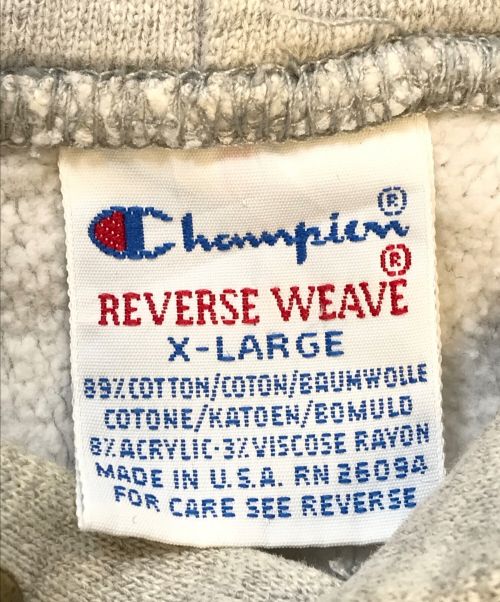 Champion®
REVERSE WEAVE®
X-LARGE
89% COTTON/COTON/BAUMWOLLE
COTONE/KATOEN/BOMULD
8% ACRYLIC·3% VISCOSE RAYON
MADE IN U.S.A. RN 26094
FOR CARE SEE REVERSE